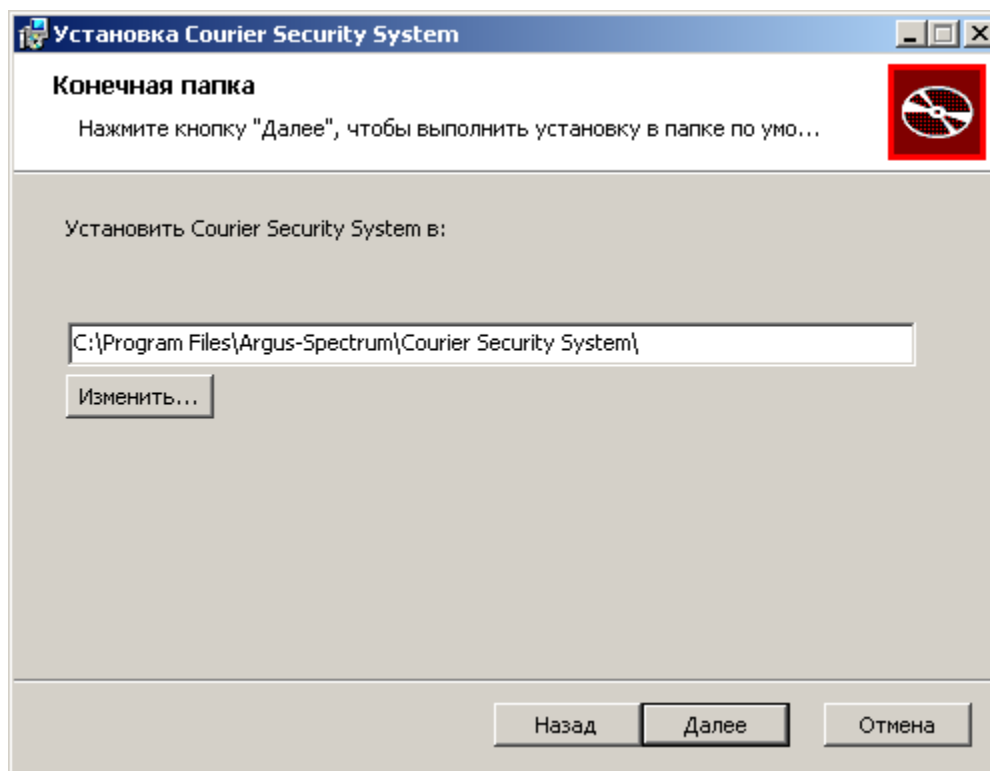 Установка Courier Security System
Конечная папка
Нажмите кнопку "Далее", чтобы выполнить установку в папке по умо...
Установить Courier Security System в:
C:\Program Files\Argus-Spectrum\Courier Security System\
Изменить...
Назад Далее Отмена